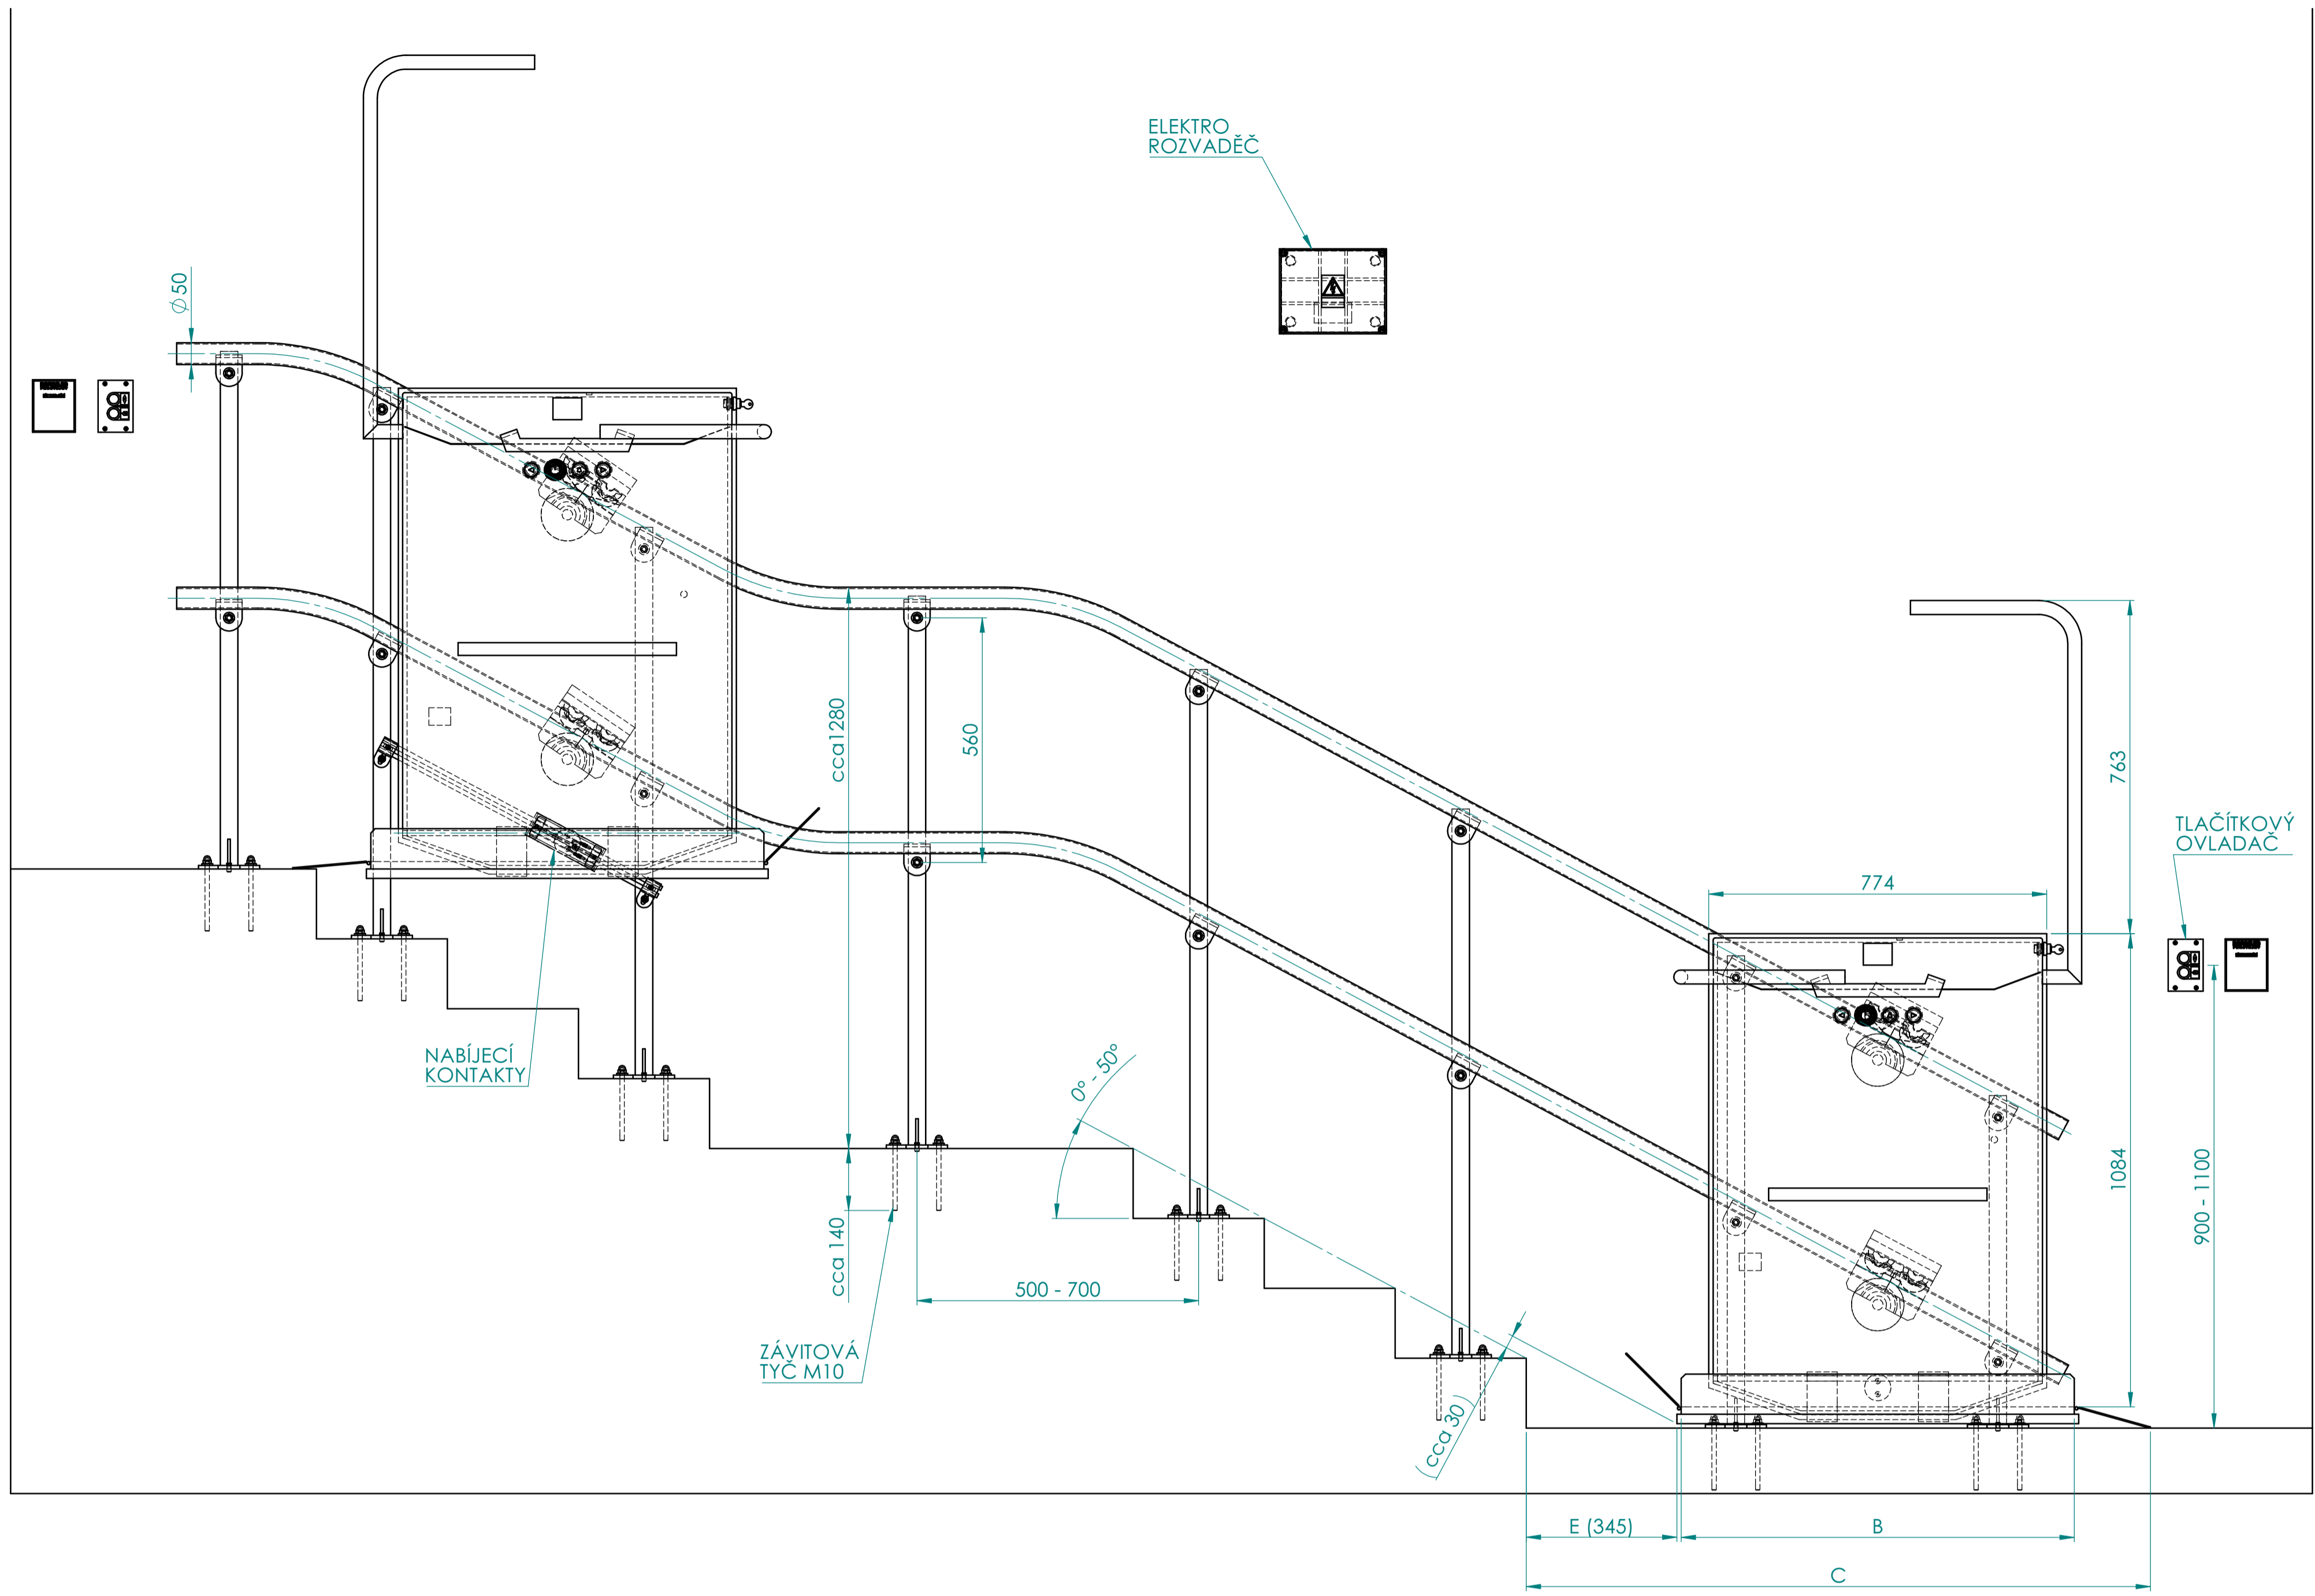 ELEKTRO
ROZVADĚČ
∅50
cca1280
560
763
TLAČÍTKOVÝ
OVLADAČ
774
NABÍJECÍ
KONTAKTY
0° - 50°
1084
900 - 1100
cca 140
500 - 700
ZÁVITOVÁ
TYČ M10
(cca 30)
E (345)
B
C